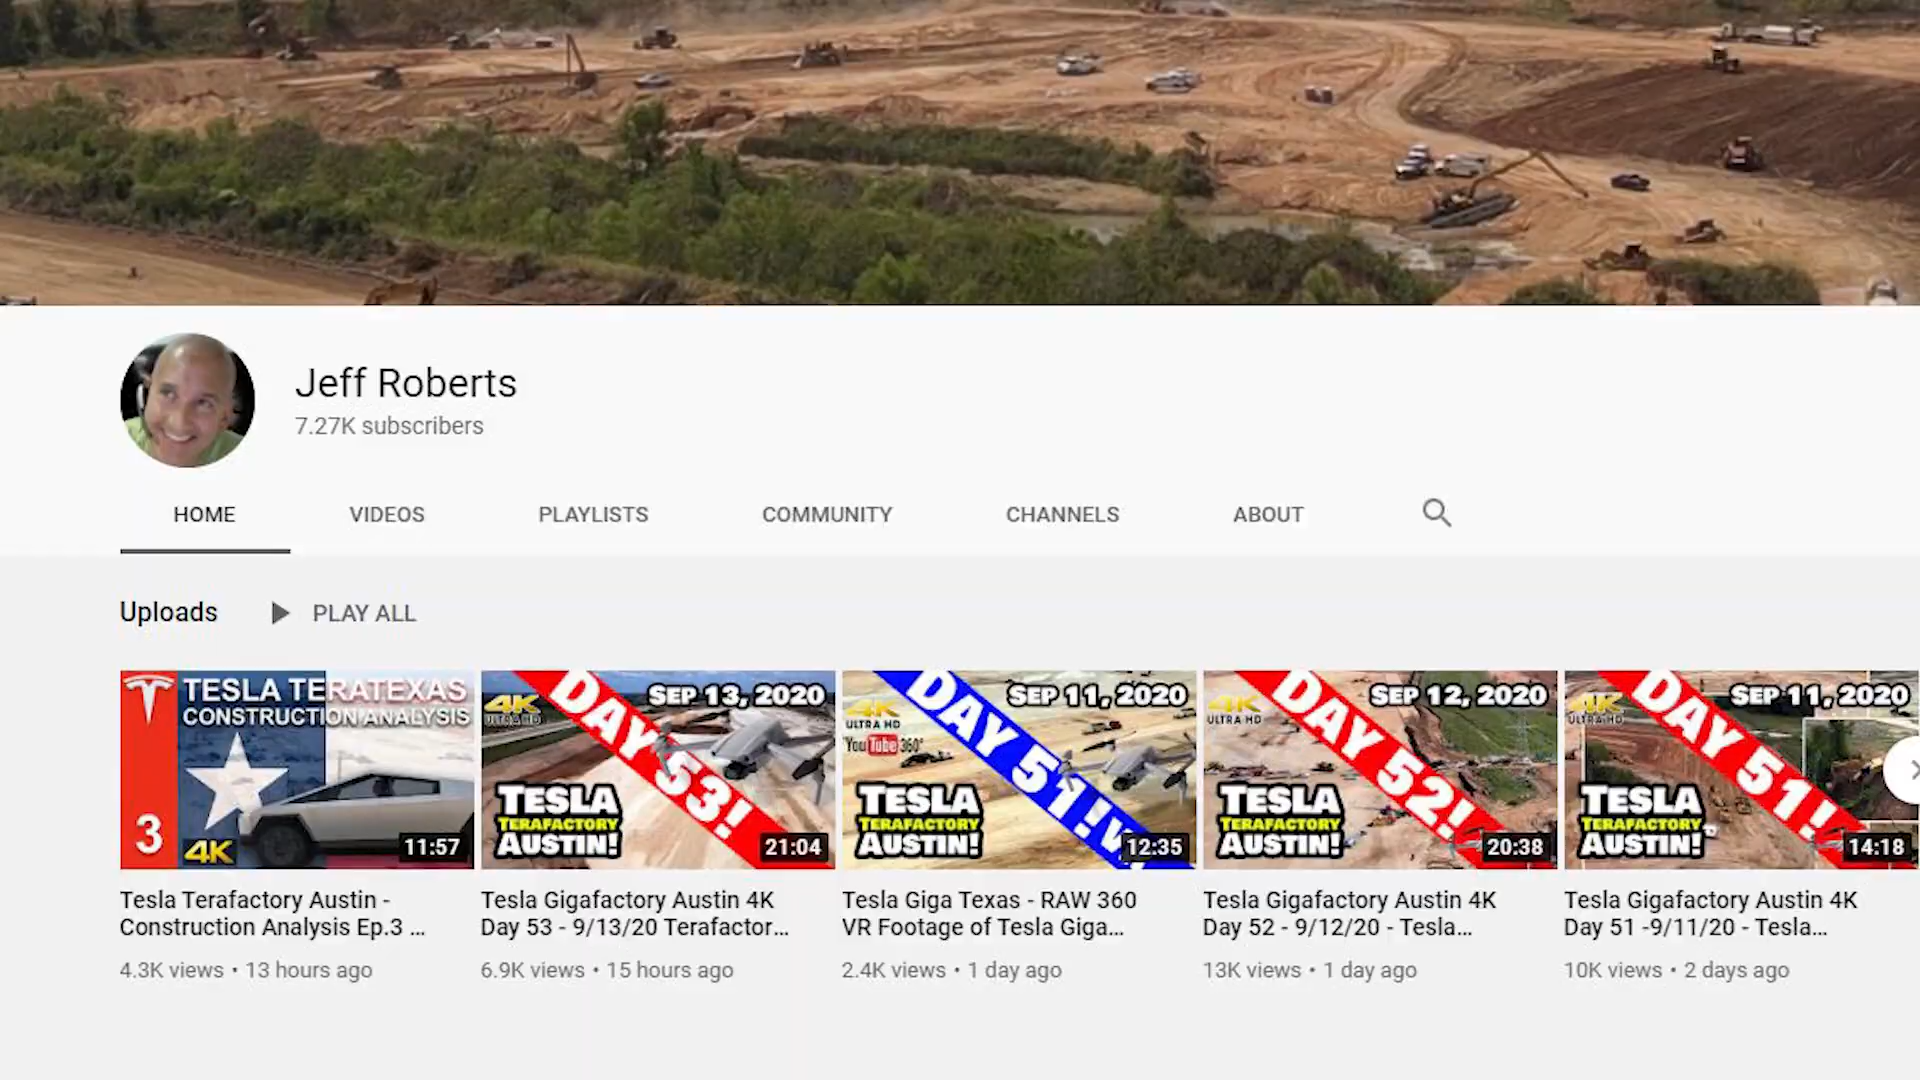 Jeff Roberts
7.27K subscribers
HOME VIDEOS PLAYLISTS COMMUNITY CHANNELS ABOUT
Uploads PLAY ALL
TESLA TERATEXAS
CONSTRUCTION ANALYSIS
3
4K
11:57
4K
ULTRA HD
SEP 13, 2020
DAY 53!
TESLA
TERAFACTORY
AUSTIN!
21:04
4K
ULTRA HD
YouTube 360°
SEP 11, 2020
DAY 51!
TESLA
TERAFACTORY
AUSTIN!
12:35
4K
ULTRA HD
SEP 12, 2020
DAY 52!
TESLA
TERAFACTORY
AUSTIN!
20:38
4K
ULTRA HD
SEP 11, 2020
DAY 51!
TESLA
TERAFACTORY
AUSTIN!
14:18
Tesla Terafactory Austin -
Construction Analysis Ep.3 ...
4.3K views • 13 hours ago
Tesla Gigafactory Austin 4K
Day 53 - 9/13/20 Terafactor...
6.9K views • 15 hours ago
Tesla Giga Texas - RAW 360
VR Footage of Tesla Giga...
2.4K views • 1 day ago
Tesla Gigafactory Austin 4K
Day 52 - 9/12/20 - Tesla...
13K views • 1 day ago
Tesla Gigafactory Austin 4K
Day 51 -9/11/20 - Tesla...
10K views • 2 days ago